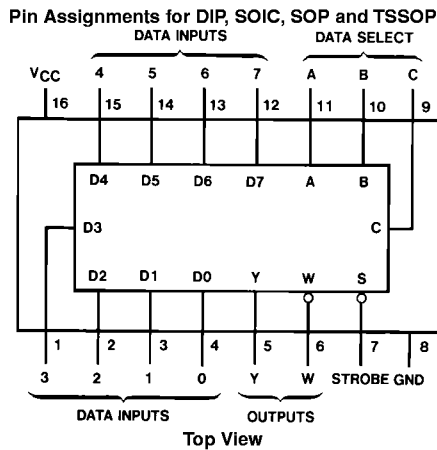 Pin Assignments for DIP, SOIC, SOP and TSSOP
DATA INPUTS DATA SELECT
VCC 4 5 6 7 A B C
16 15 14 13 12 11 10 9
D4 D5 D6 D7 A B
D3 C
D2 D1 D0 Y W S
1 2 3 4 5 6 7 8
3 2 1 0 Y W STROBE GND
DATA INPUTS OUTPUTS
Top View